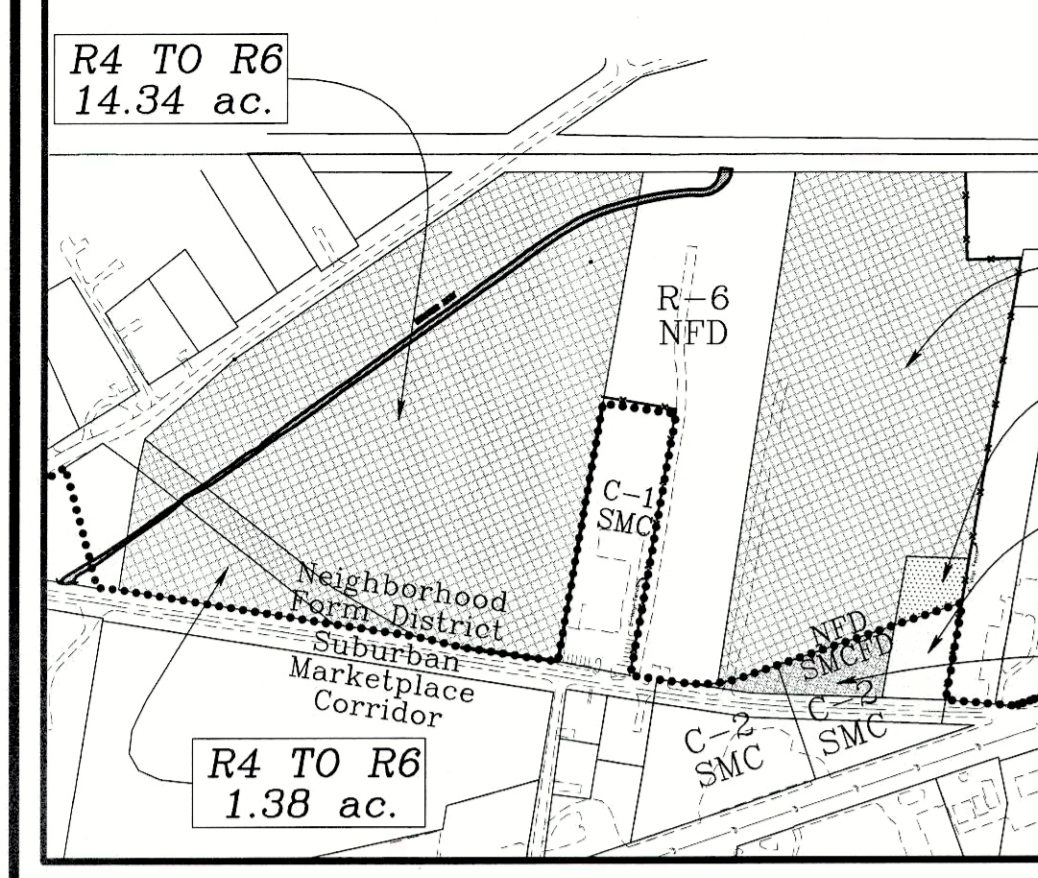 R4 TO R6
14.34 ac.
R-6
NFD
C-1
SMC
Neighborhood
Form District
Suburban
Marketplace
Corridor
NFD
SMCFD
C-2
SMC
C-2
SMC
R4 TO R6
1.38 ac.